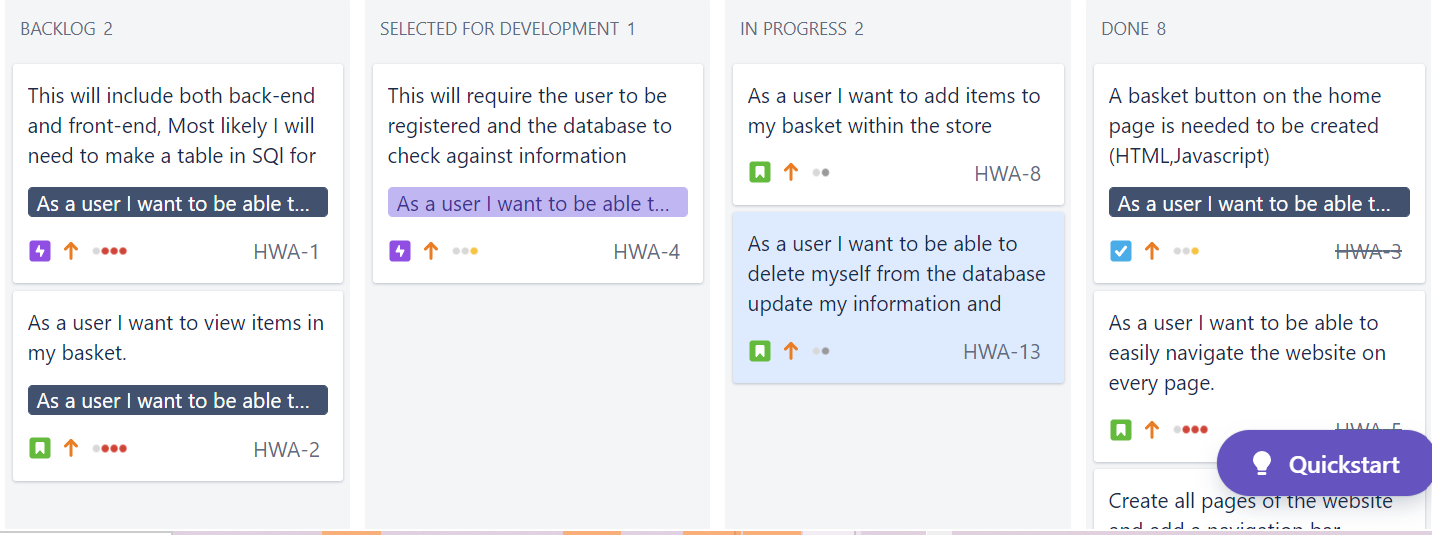 BACKLOG 2
This will include both back-end
and front-end, Most likely I will
need to make a table in SQl for
As a user I want to be able t...
HWA-1
As a user I want to view items in
my basket.
As a user I want to be able t...
HWA-2
SELECTED FOR DEVELOPMENT 1
This will require the user to be
registered and the database to
check against information
As a user I want to be able t...
HWA-4
IN PROGRESS 2
As a user I want to add items to
my basket within the store
HWA-8
As a user I want to be able to
delete myself from the database
update my information and
HWA-13
DONE 8
A basket button on the home
page is needed to be created
(HTML,Javascript)
As a user I want to be able t...
HWA-3
As a user I want to be able to
easily navigate the website on
every page.
HWA-5
Quickstart
Create all pages of the website
and add a navigation bar